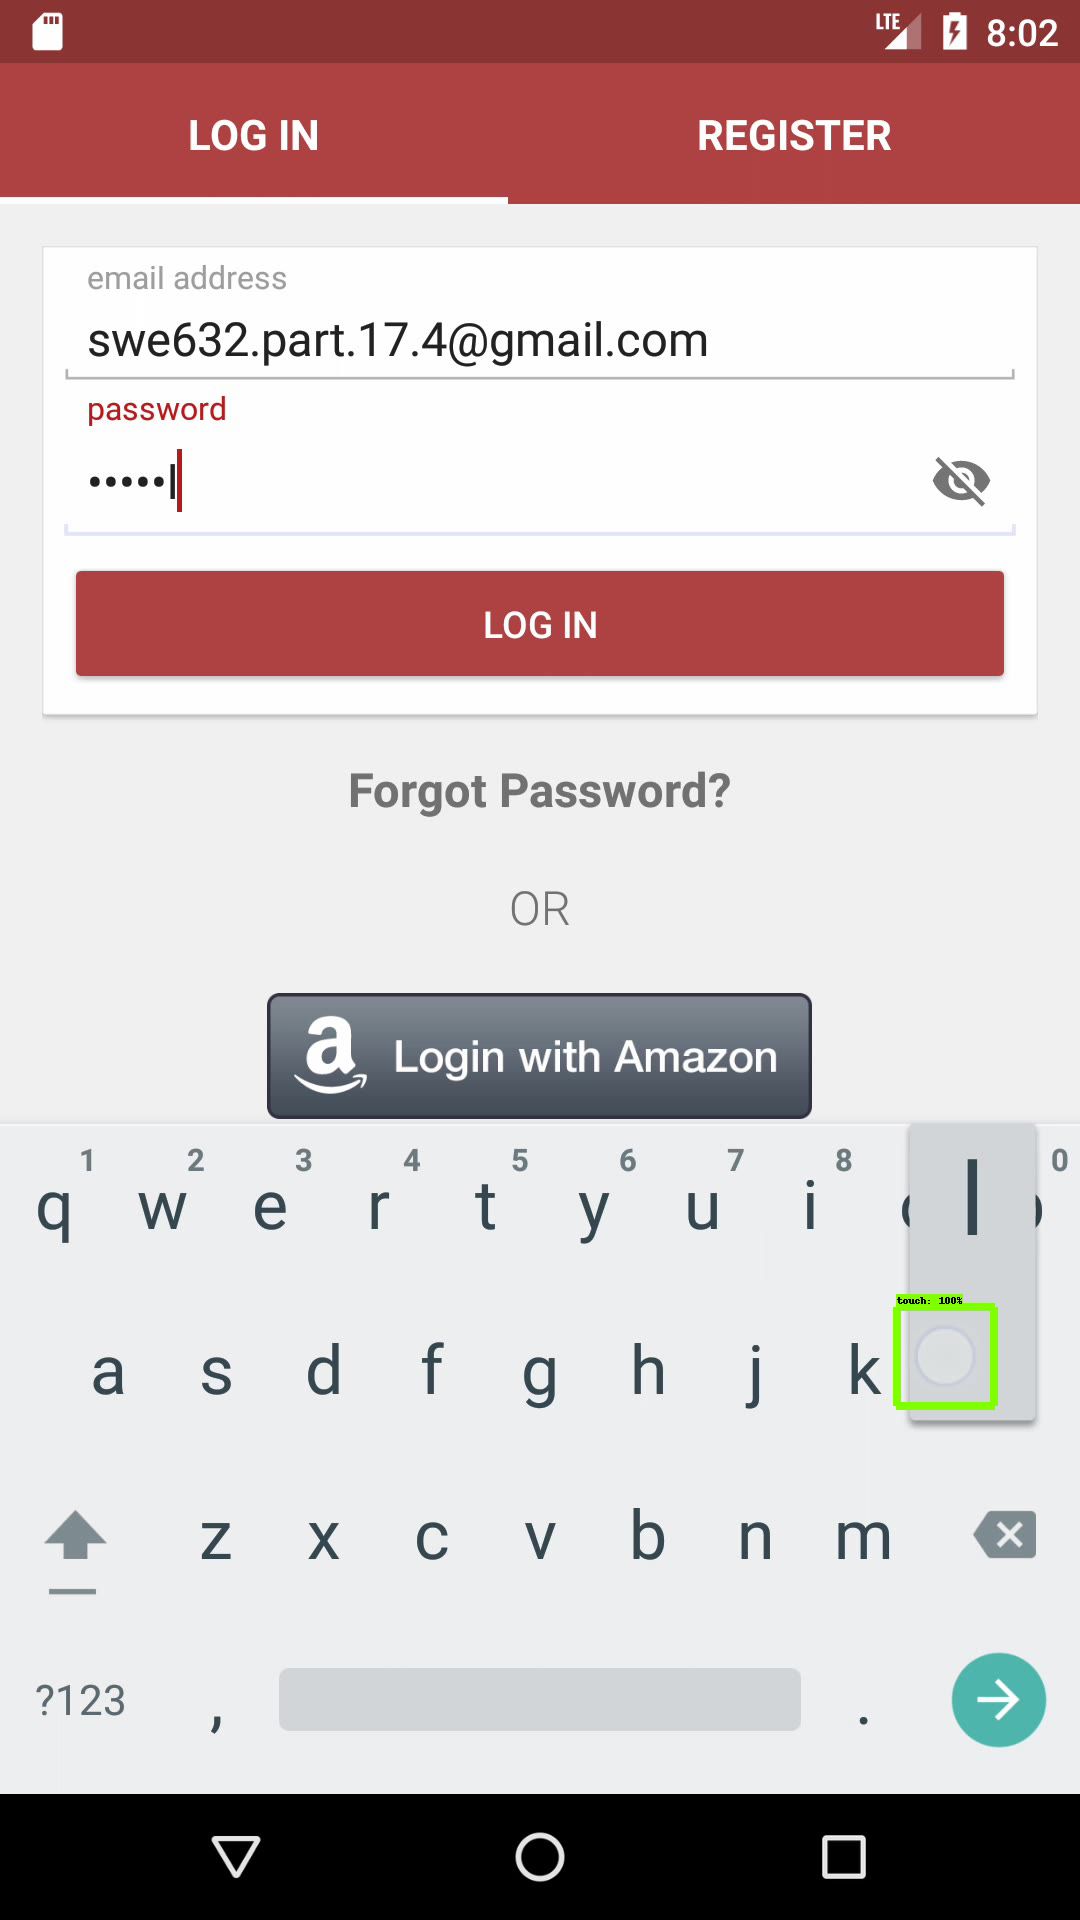 LTE 8:02
LOG IN REGISTER
email address
swe632.part.17.4@gmail.com
password
•••••l
LOG IN
Forgot Password?
OR
a Login with Amazon
1 2 3 4 5 6 7 8 0
q w e r t y u i l
touch: 100%
a s d f g h j k
z x c v b n m
?123 , .